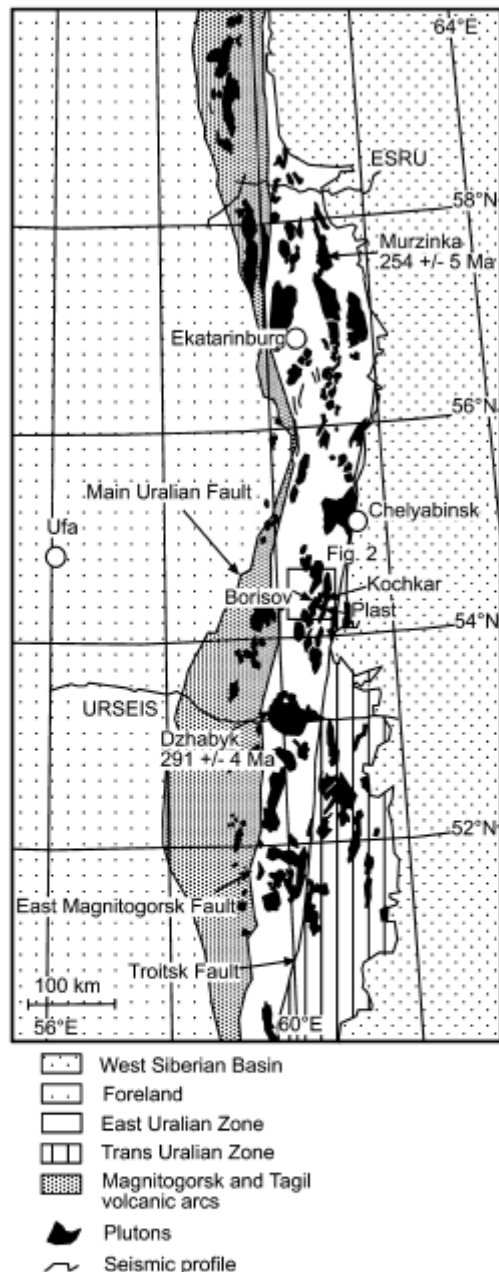 64°E
ESRU
58°N
Murzinka
254 +/- 5 Ma
Ekatarinburg
56°N
Main Uralian Fault
Ufa
Chelyabinsk
Fig. 2
Kochkar
Borisov
Plast
54°N
URSEIS
Dzhabyk
291 +/- 4 Ma
52°N
East Magnitogorsk Fault
Troitsk Fault
100 km
56°E
60°E
West Siberian Basin
Foreland
East Uralian Zone
Trans Uralian Zone
Magnitogorsk and Tagil
volcanic arcs
Plutons
Seismic profile